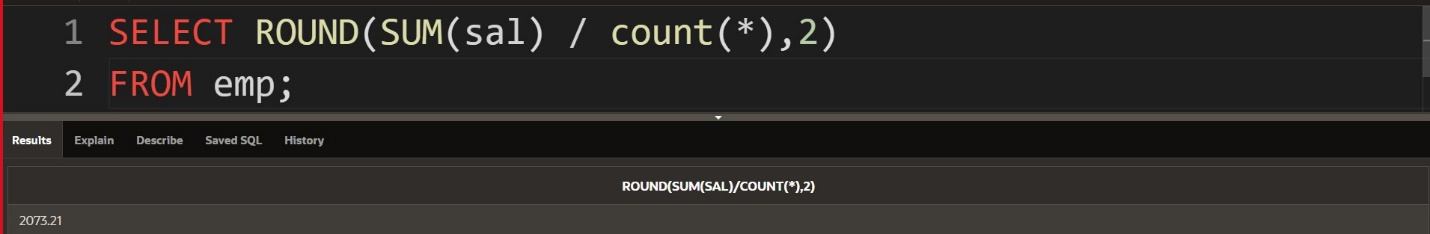 1 SELECT ROUND(SUM(sal) / count(*),2)
2 FROM emp;
Results Explain Describe Saved SQL History
ROUND(SUM(SAL)/COUNT(*),2)
2073.21